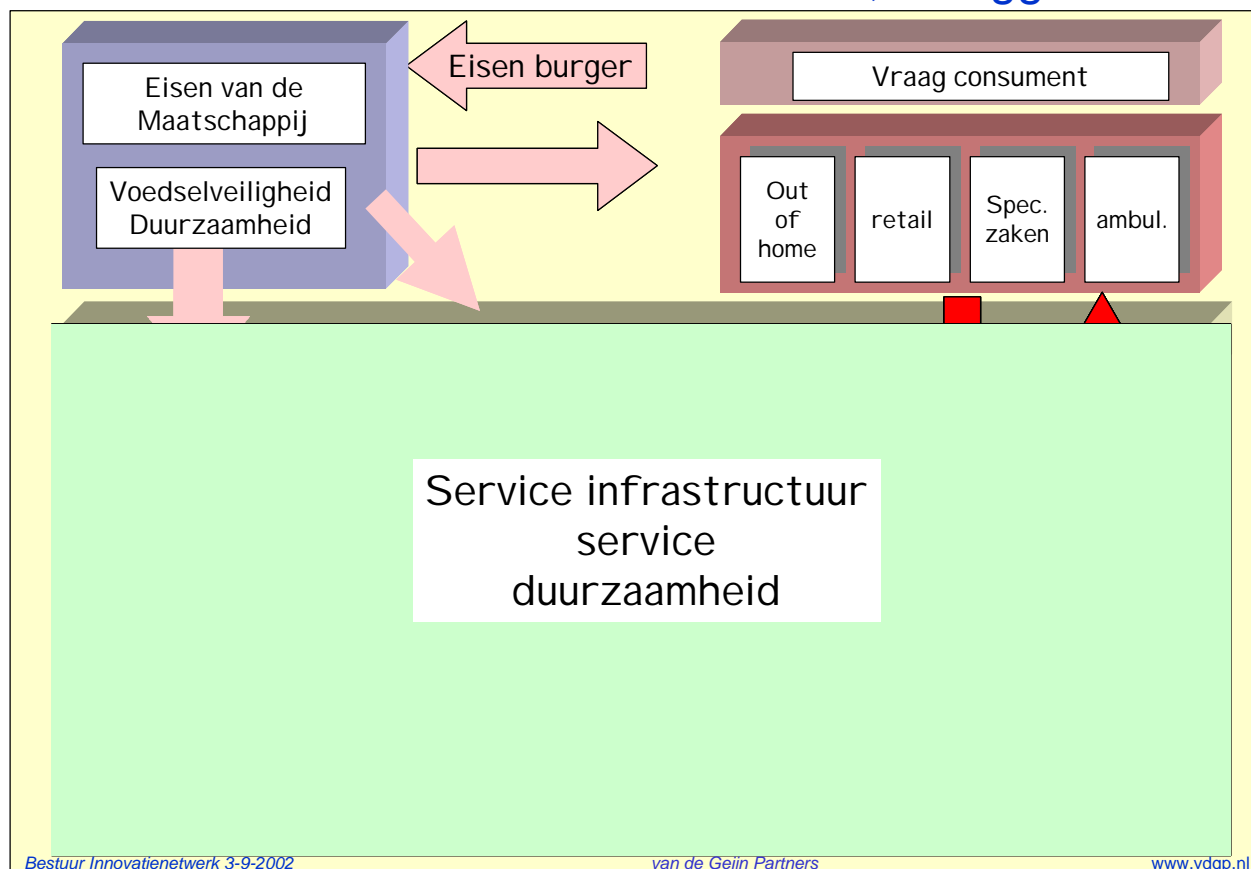 Eisen burger
Vraag consument
Eisen van de
Maatschappij
Voedselveiligheid
Duurzaamheid
Out
of
home
retail
Spec.
zaken
ambul.
Service infrastructuur
service
duurzaamheid
Bestuur Innovatienetwerk 3-9-2002
van de Geijn Partners
www.vdgp.nl